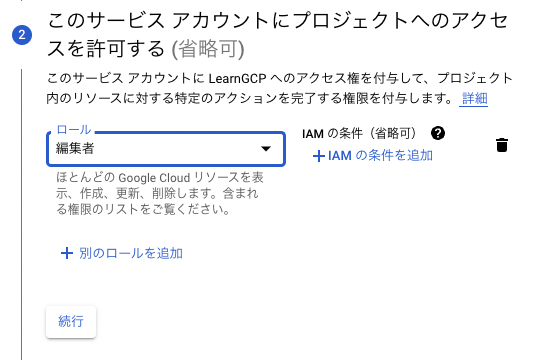 2
このサービス アカウントにプロジェクトへのアクセ
スを許可する (省略可)
このサービス アカウントに LearnGCP へのアクセス権を付与して、プロジェクト
内のリソースに対する特定のアクションを完了する権限を付与します。 詳細
ロール
編集者
IAM の条件（省略可） ?
+ IAM の条件を追加
ほとんどの Google Cloud リソースを表
示、作成、更新、削除します。含まれ
る権限のリストをご覧ください。
+ 別のロールを追加
続行